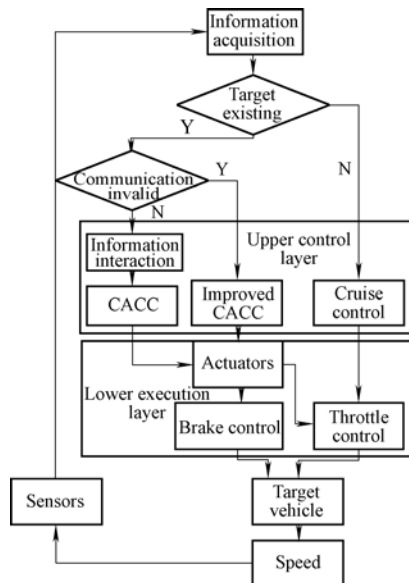 Information
acquisition
Target
existing
Y
Communication
invalid
Y
N
N
Information
interaction
Upper control
layer
CACC
Improved
CACC
Cruise
control
Actuators
Lower execution
layer
Brake control
Throttle
control
Sensors
Target
vehicle
Speed